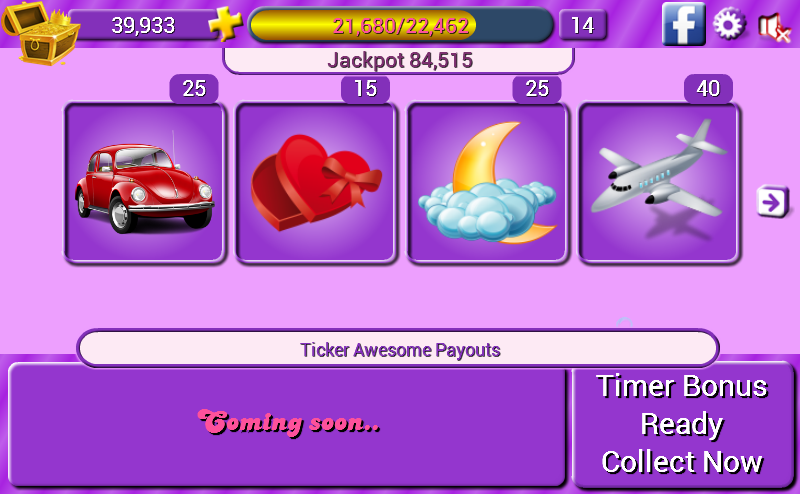 39,933
21,680/22,462
14
Jackpot 84,515
25
15
25
40
Ticker Awesome Payouts
Coming soon..
Timer Bonus
Ready
Collect Now